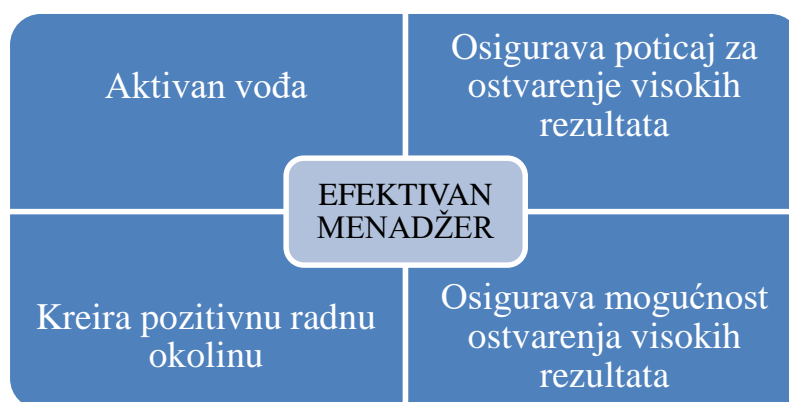 Aktivan vođa
Osigurava poticaj za
ostvarenje visokih
rezultata
EFEKTIVAN
MENADŽER
Kreira pozitivnu radnu
okolinu
Osigurava mogućnost
ostvarenja visokih
rezultata